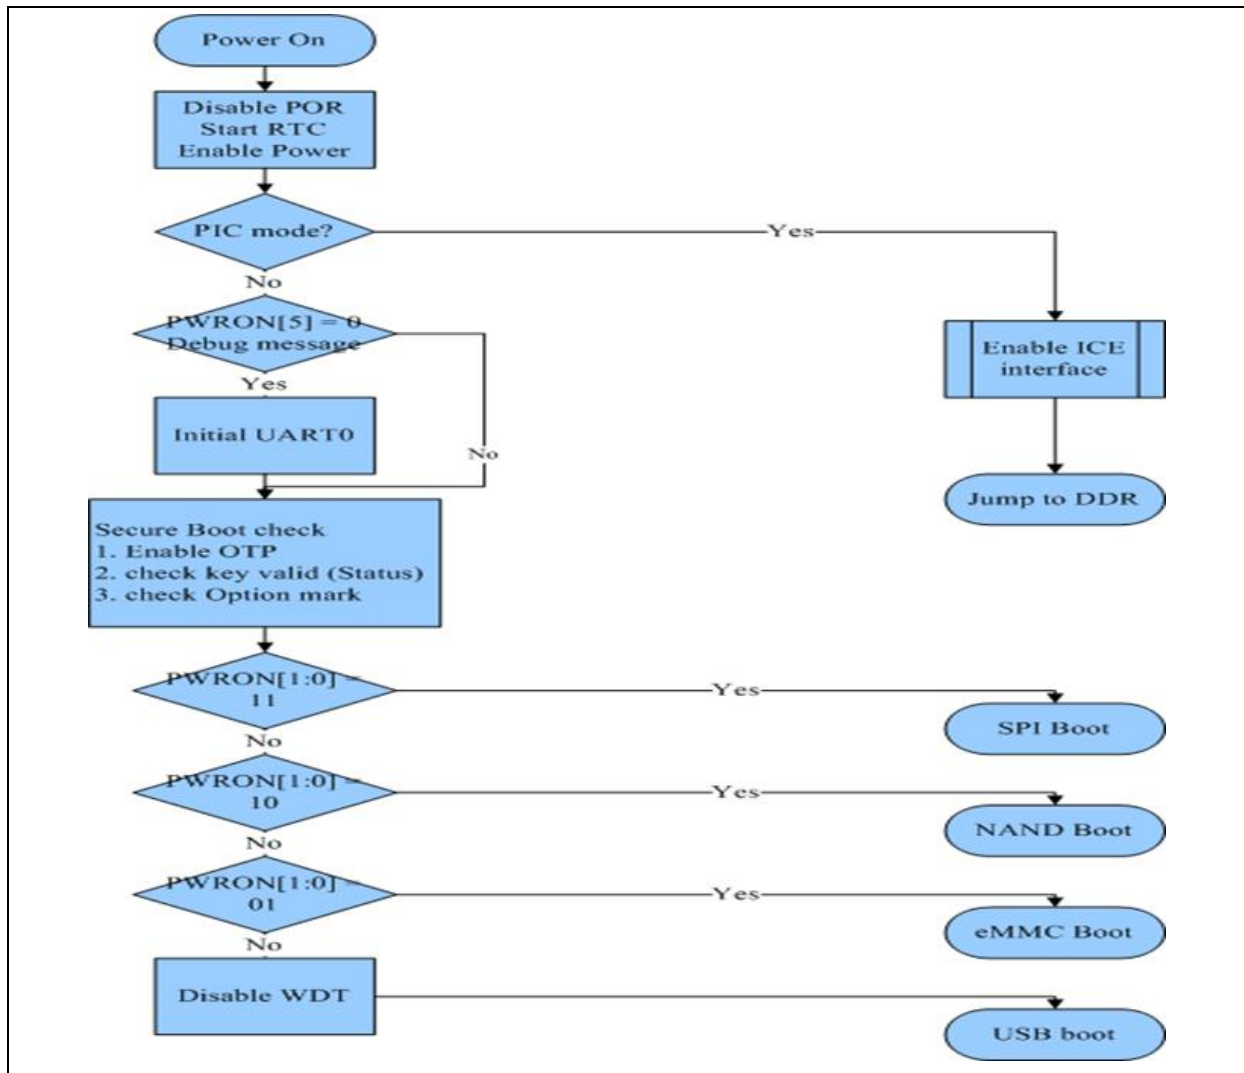 Power On
Disable POR
Start RTC
Enable Power
PIC mode?
Yes
No
PWRON[5] = 0
Debug message
Yes
No
Initial UART0
Enable ICE
interface
Jump to DDR
Secure Boot check
1. Enable OTP
2. check key valid (Status)
3. check Option mark
PWRON[1:0] =
11
Yes
SPI Boot
No
PWRON[1:0] =
10
Yes
NAND Boot
No
PWRON[1:0] =
01
Yes
eMMC Boot
No
Disable WDT
USB boot